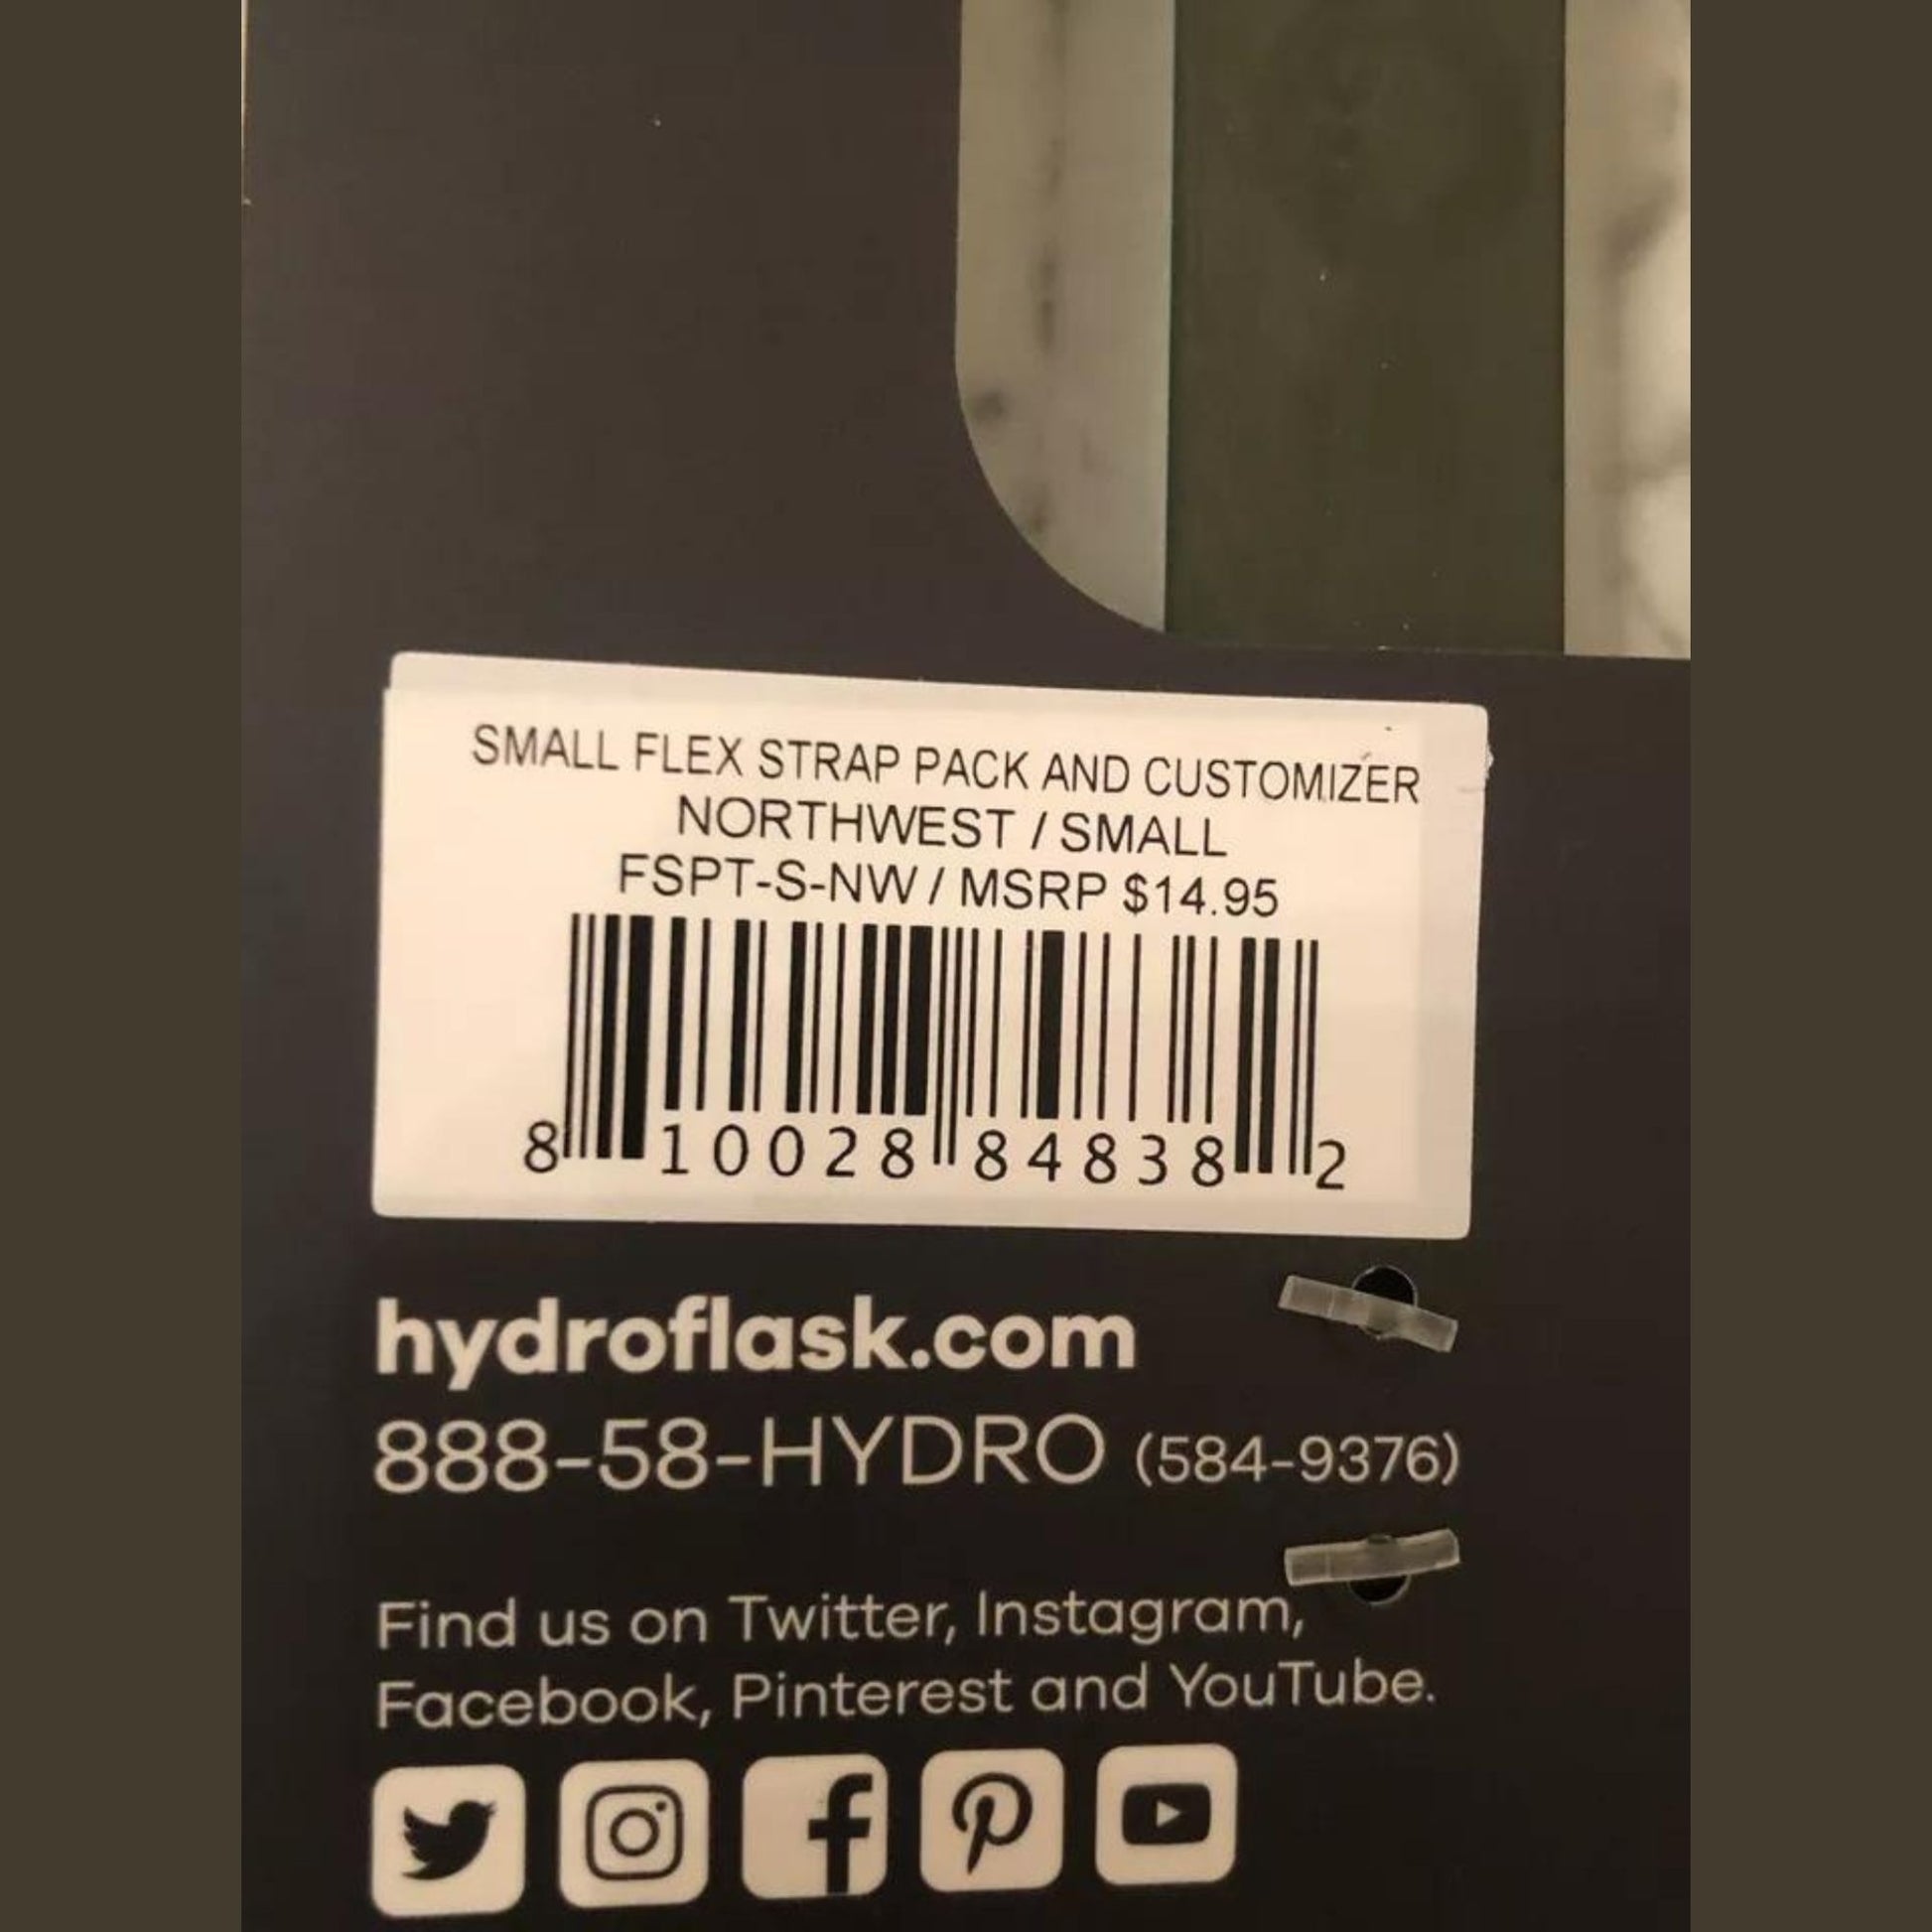 SMALL FLEX STRAP PACK AND CUSTOMIZER
NORTHWEST / SMALL
FSPT-S-NW / MSRP $14.95
8 10028 84838 2
hydroflask.com
888-58-HYDRO (584-9376)
Find us on Twitter, Instagram,
Facebook, Pinterest and YouTube.